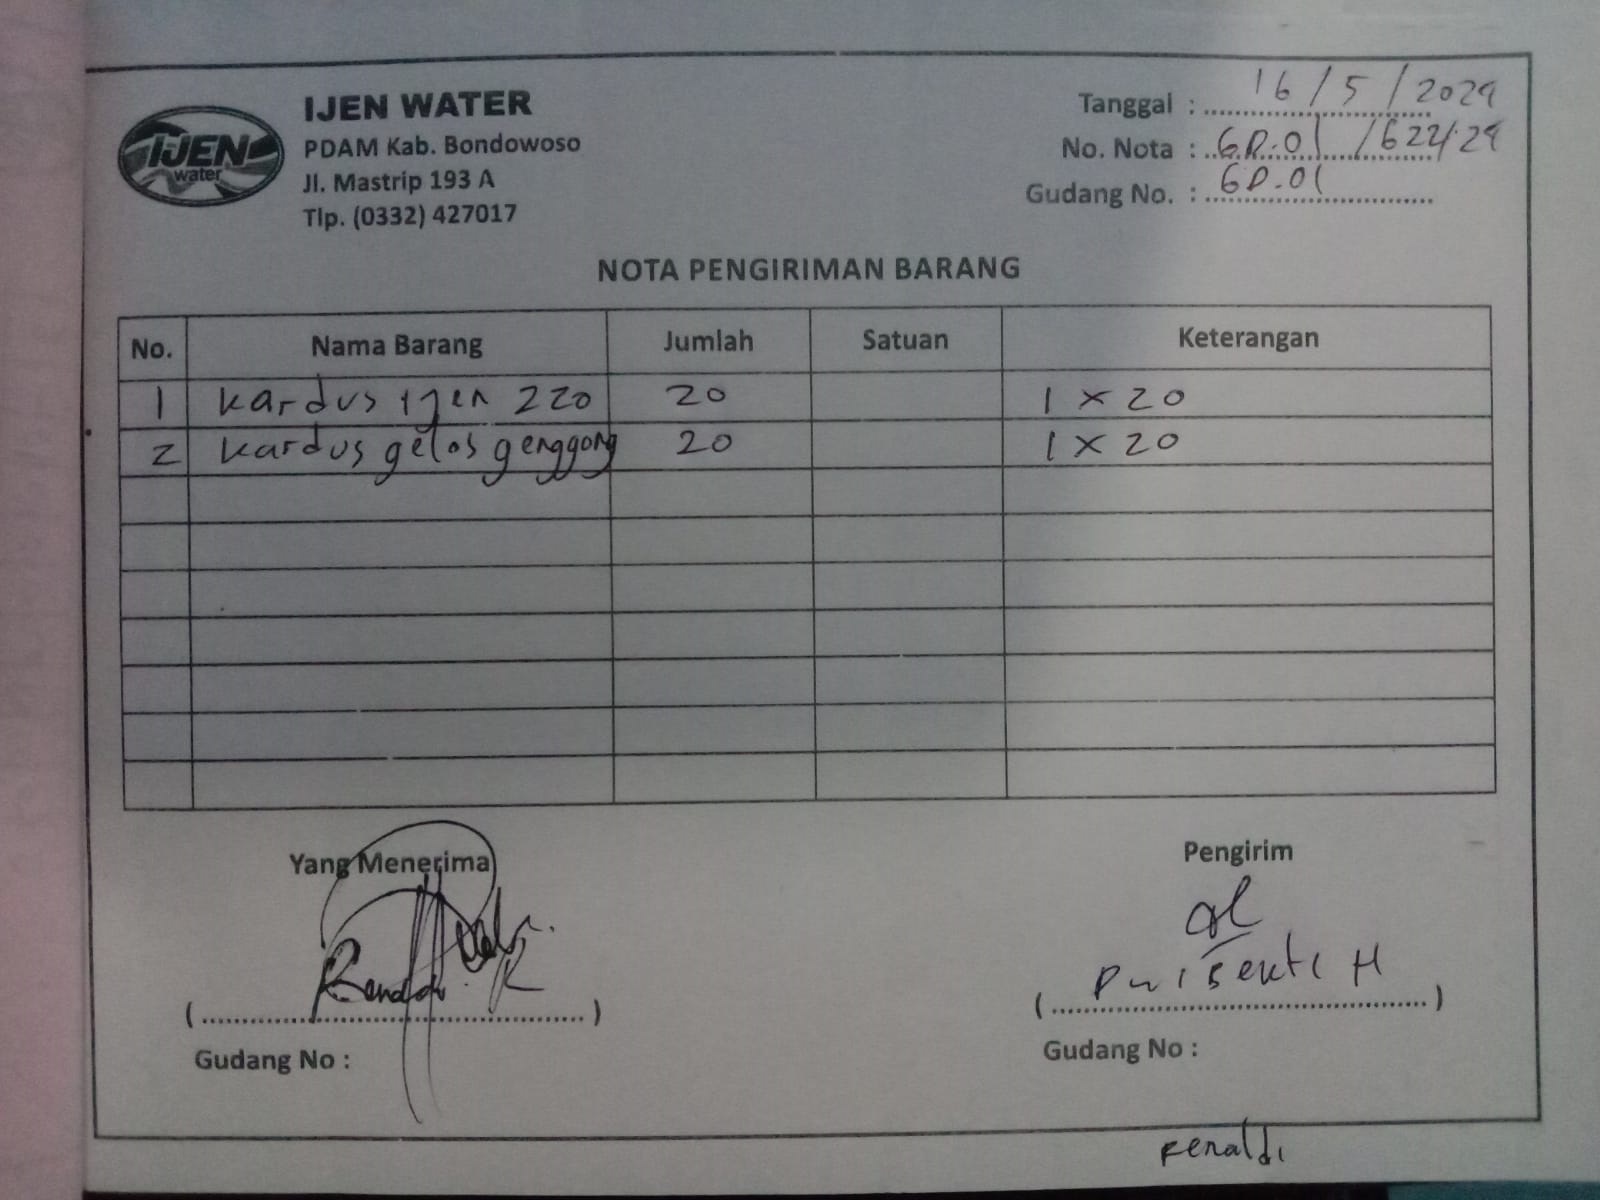 IJEN WATER
PDAM Kab. Bondowoso
Jl. Mastrip 193 A
Tlp. (0332) 427017
IJEN
water
Tanggal : 16/5/2024
No. Nota : GD.01/622/24
Gudang No. : GD.01
NOTA PENGIRIMAN BARANG
No. Nama Barang Jumlah Satuan Keterangan
1 kardus ijen 220 20 1 x 20
2 kardus gelas genggong 20 1 x 20
Yang Menerima Pengirim
Dwi Bekti H
(..........) (..........)
Gudang No : Gudang No :
Renaldi